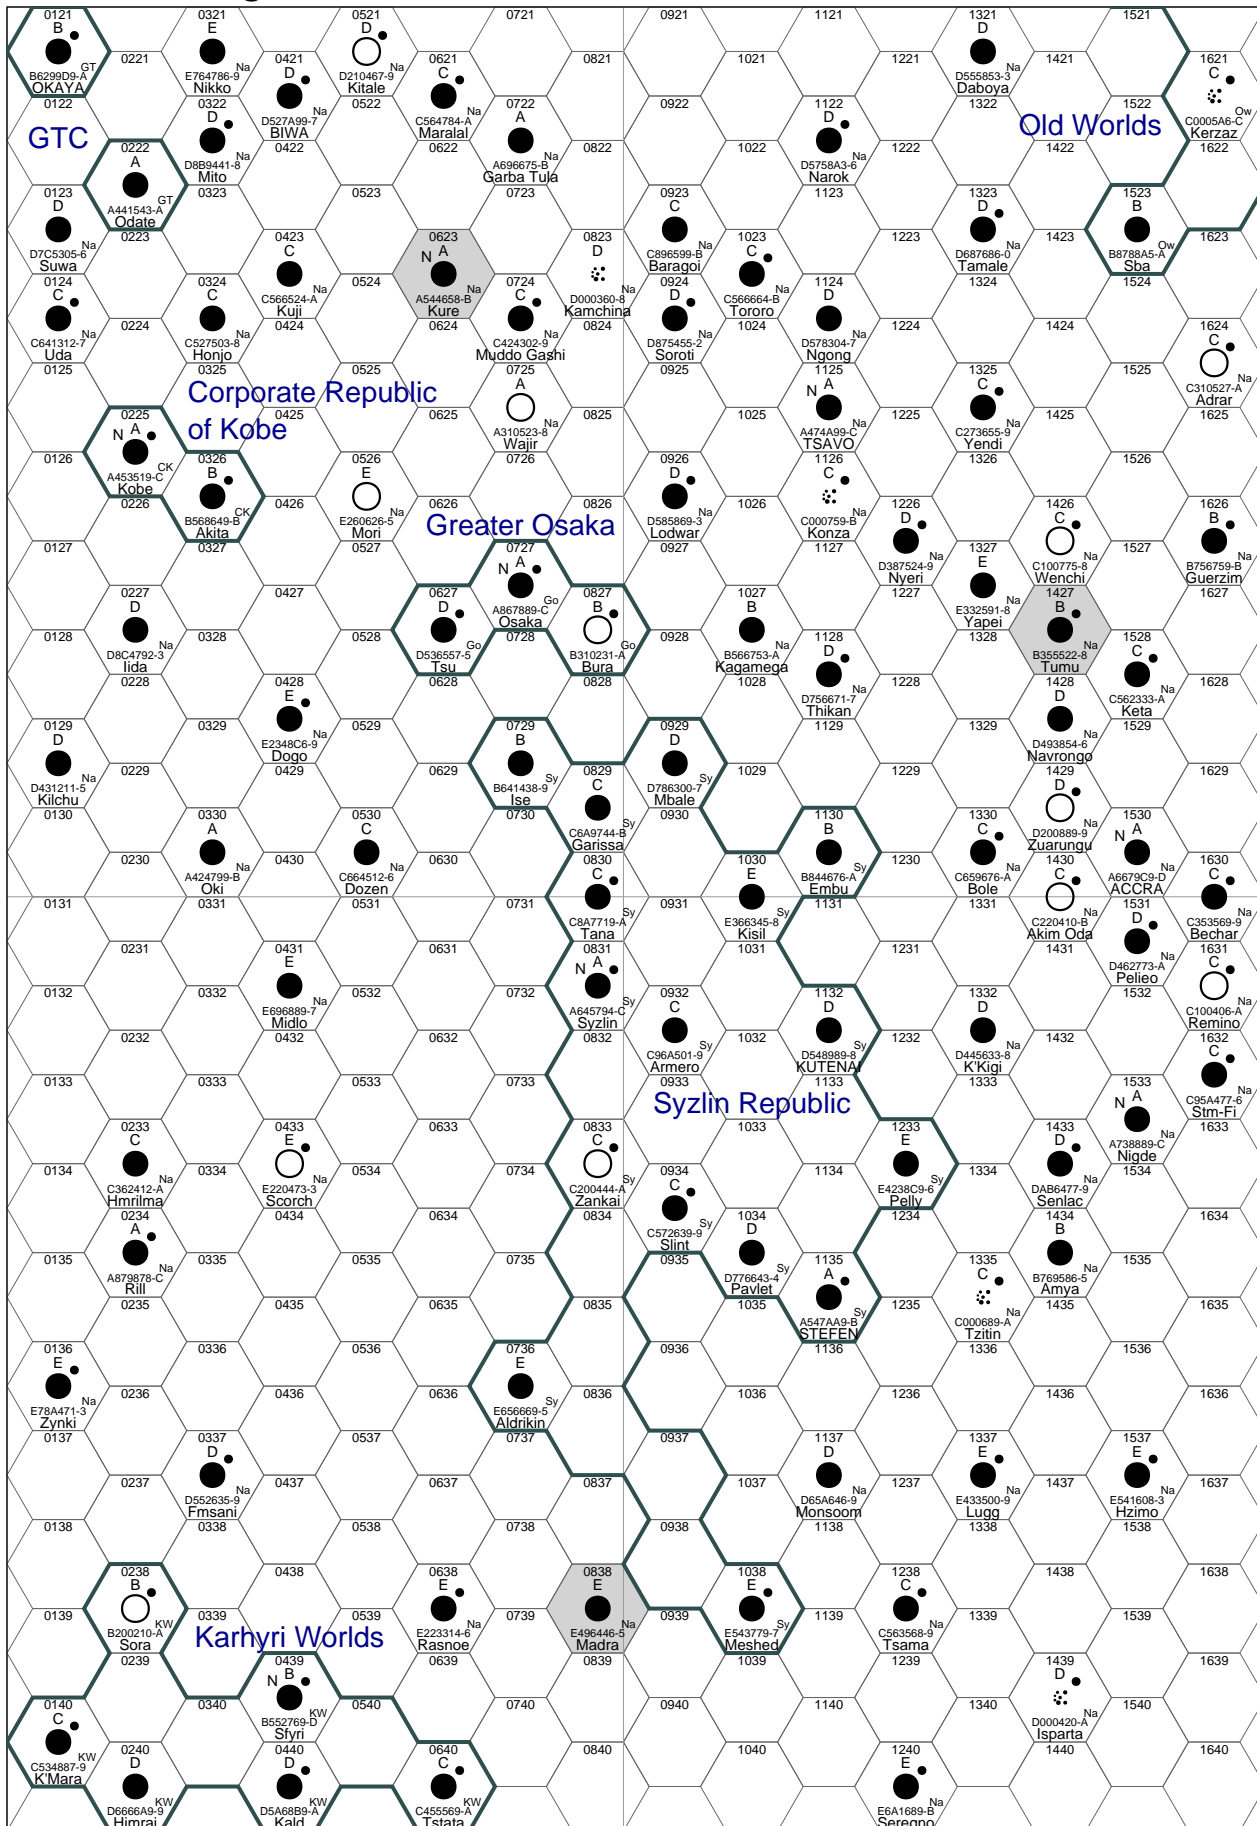 0121
B
B6299D9-A GT
OKAYA
0321
E
E764786-9 Na
Nikko
0521
D
D210467-9 Na
Kitale
0721
0921
1121
1321
D
D555853-3 Na
Daboya
1521
0221
0421
D
D527A99-7 Na
BIWA
0621
C
C564784-A Na
Maralal
0821
1021
1421
1621
C
C0005A6-C Ow
Kerzaz
0122
GTC
0322
D
D8B9441-8 Na
Mito
0522
0722
A
A696675-B Na
Garba Tula
0922
1122
D
D5758A3-6 Na
Narok
1322
Old Worlds
1522
0222
A
A441543-A GT
Odate
0422
0622
0822
1422
1622
0123
D
D7C5305-6 Na
Suwa
0323
0523
0723
0923
C
C896599-B Na
Baragoi
1123
1323
D
D687686-0 Na
Tamale
1523
B
B8788A5-A Ow
Sba
0223
0423
C
C566524-A Na
Kuji
0623
N A
A544658-B Na
Kure
0823
D
D000360-8 Na
Kamchina
1023
C
C566664-B Na
Tororo
1223
1423
1623
0124
C
C641312-7 Na
Uda
0324
C
C527503-8 Na
Honjo
0524
0724
C
C424302-9 Na
Muddo Gashi
0924
D
D875455-2 Na
Soroti
1124
D
D578304-7 Na
Ngong
1324
1524
0224
0424
0624
0824
1024
1224
1424
1624
C
C310527-A Na
Adrar
0125
0325
Corporate Republic
of Kobe
0525
0725
A
A310523-8 Na
Wajir
0925
1125
N A
A474A99-C Na
TSAVO
1325
C
C273655-9 Na
Yendi
1525
0225
N A
A453519-C CK
Kobe
0425
0625
0825
1025
1225
1425
1625
0126
0326
B
B568649-B CK
Akita
0526
E
E260626-5 Na
Mori
0726
0926
D
D585869-3 Na
Lodwar
1126
C
C000759-B Na
Konza
1326
1526
0226
0426
0626
Greater Osaka
0826
1026
1226
D
D387524-9 Na
Nyeri
1426
C
C100775-8 Na
Wenchi
1626
B
B756759-B Na
Guerzim
0127
0327
0527
0727
N A
A867889-C Go
Osaka
0927
1127
1327
E
E332591-8 Na
Yapei
1527
0227
D
D8C4792-3 Na
Iida
0427
0627
D
D536557-5 Go
Tsu
0827
B
B310231-A Go
Bura
1027
B
B566753-A Na
Kagamega
1227
1427
B
B355522-8 Na
Tumu
1627
0128
0328
0528
0728
0928
1128
D
D756671-7 Na
Thikan
1328
1528
C
C562333-A Na
Keta
0228
0428
E
E2348C6-9 Na
Dogo
0628
0828
1028
1228
1428
D
D493854-6 Na
Navrongo
1628
0129
D
D431211-5 Na
Kilchu
0329
0529
0729
B
B641438-9 Sy
Ise
0929
D
D786300-7 Sy
Mbale
1129
1329
1529
0229
0429
0629
0829
C
C6A9744-B Sy
Garissa
1029
1229
1429
D
D200889-9 Na
Zuarungu
1629
0130
0330
A
A424799-B Na
Oki
0530
C
C664512-6 Na
Dozen
0730
0930
1130
B
B844676-A Sy
Embu
1330
C
C659676-A Na
Bole
1530
N A
A6679C9-D Na
ACCRA
0230
0430
0630
0830
C
C8A7719-A Sy
Tana
1030
E
E366345-8 Sy
Kisil
1230
1430
C
C220410-B Na
Akim Oda
1630
C
C353569-9 Na
Bechar
0131
0331
0531
0731
0931
1131
1331
1531
D
D462773-A Na
Pelieo
0231
0431
E
E696889-7 Na
Midlo
0631
0831
N A
A645794-C Sy
Syzlin
1031
1231
1431
1631
C
C100406-A Na
Remino
0132
0332
0532
0732
0932
C
C96A501-9 Sy
Armero
1132
D
D548989-8 Sy
KUTENAI
1332
D
D445633-8 Na
K'Kigi
1532
0232
0432
0632
0832
1032
1232
1632
C
C95A477-6 Na
Stm-Fi
0133
0333
0533
0733
0933
Syzlin Republic
1133
1333
1533
N A
A738889-C Na
Nigde
0233
C
C362412-A Na
Hmrilma
0433
E
E220473-3 Na
Scorch
0633
0833
C
C200444-A Sy
Zankai
1033
1233
E
E4238C9-6 Sy
Pelly
1433
D
DAB6477-9 Na
Senlac
1633
0134
0334
0534
0734
0934
C
C572639-9 Sy
Slint
1134
1334
1534
0234
A
A879878-C Na
Rill
0434
0634
0834
1034
D
D776643-4 Sy
Pavlet
1234
1434
B
B769586-5 Na
Amya
1634
0135
0335
0535
0735
0935
1135
A
A547AA9-B Sy
STEFEN
1335
C
C000689-A Na
Tzitin
0235
0435
0635
0835
1035
1235
1435
1635
0136
E
E78A471-3 Na
Zynki
0336
0536
0736
E
E656669-5 Sy
Aldrikin
0936
1136
1336
1536
0236
0436
0636
0836
1036
1236
1436
1636
0137
0337
D
D552635-9 Na
Fmsani
0537
0737
0937
1137
D
D65A646-9 Na
Monsoom
1337
E
E433500-9 Na
Lugg
1537
E
E541608-3 Na
Hzimo
0237
0437
0637
0837
1037
1237
1437
1637
0138
0338
0538
0738
0938
1138
1338
1538
0238
B
B200210-A KW
Sora
0438
0638
E
E223314-6 Na
Rasnoe
0838
E
E496446-5 Na
Madra
1038
E
E543779-7 Sy
Meshed
1238
C
C563568-9 Na
Tsama
1438
1638
0139
0339
Karhyri Worlds
0539
0739
0939
1139
1339
0239
0439
N B
B552769-D KW
Sfyri
0639
0839
1039
1239
1439
D
D000420-A Na
Isparta
1639
0140
C
C534887-9 KW
K'Mara
0340
0540
0740
0940
1140
1340
1540
0240
D
D6666A9-9 KW
Himrai
0440
D
D5A68B9-A KW
Kald
0640
C
C455569-A KW
Tstata
0840
1040
1240
E
E6A1689-B Na
Seregno
1440
1640